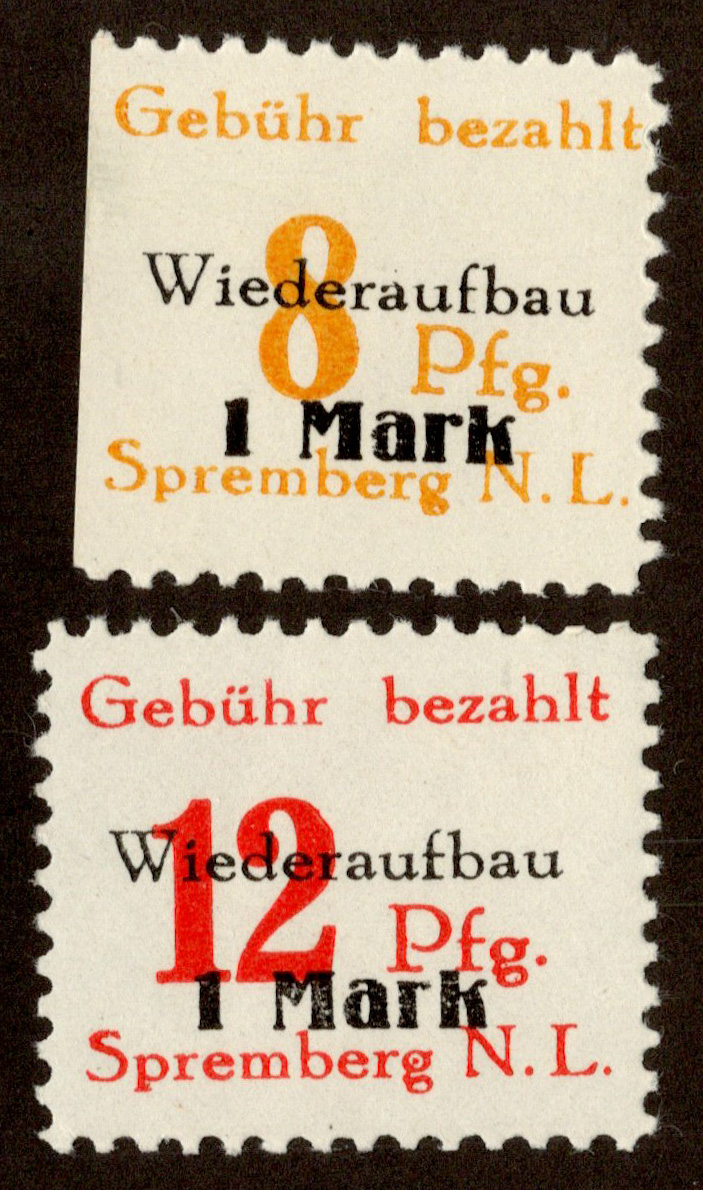 Gebühr bezahlt
Wiederaufbau
8 Pfg.
1 Mark
Spremberg N. L.
Gebühr bezahlt
Wiederaufbau
12 Pfg.
1 Mark
Spremberg N. L.